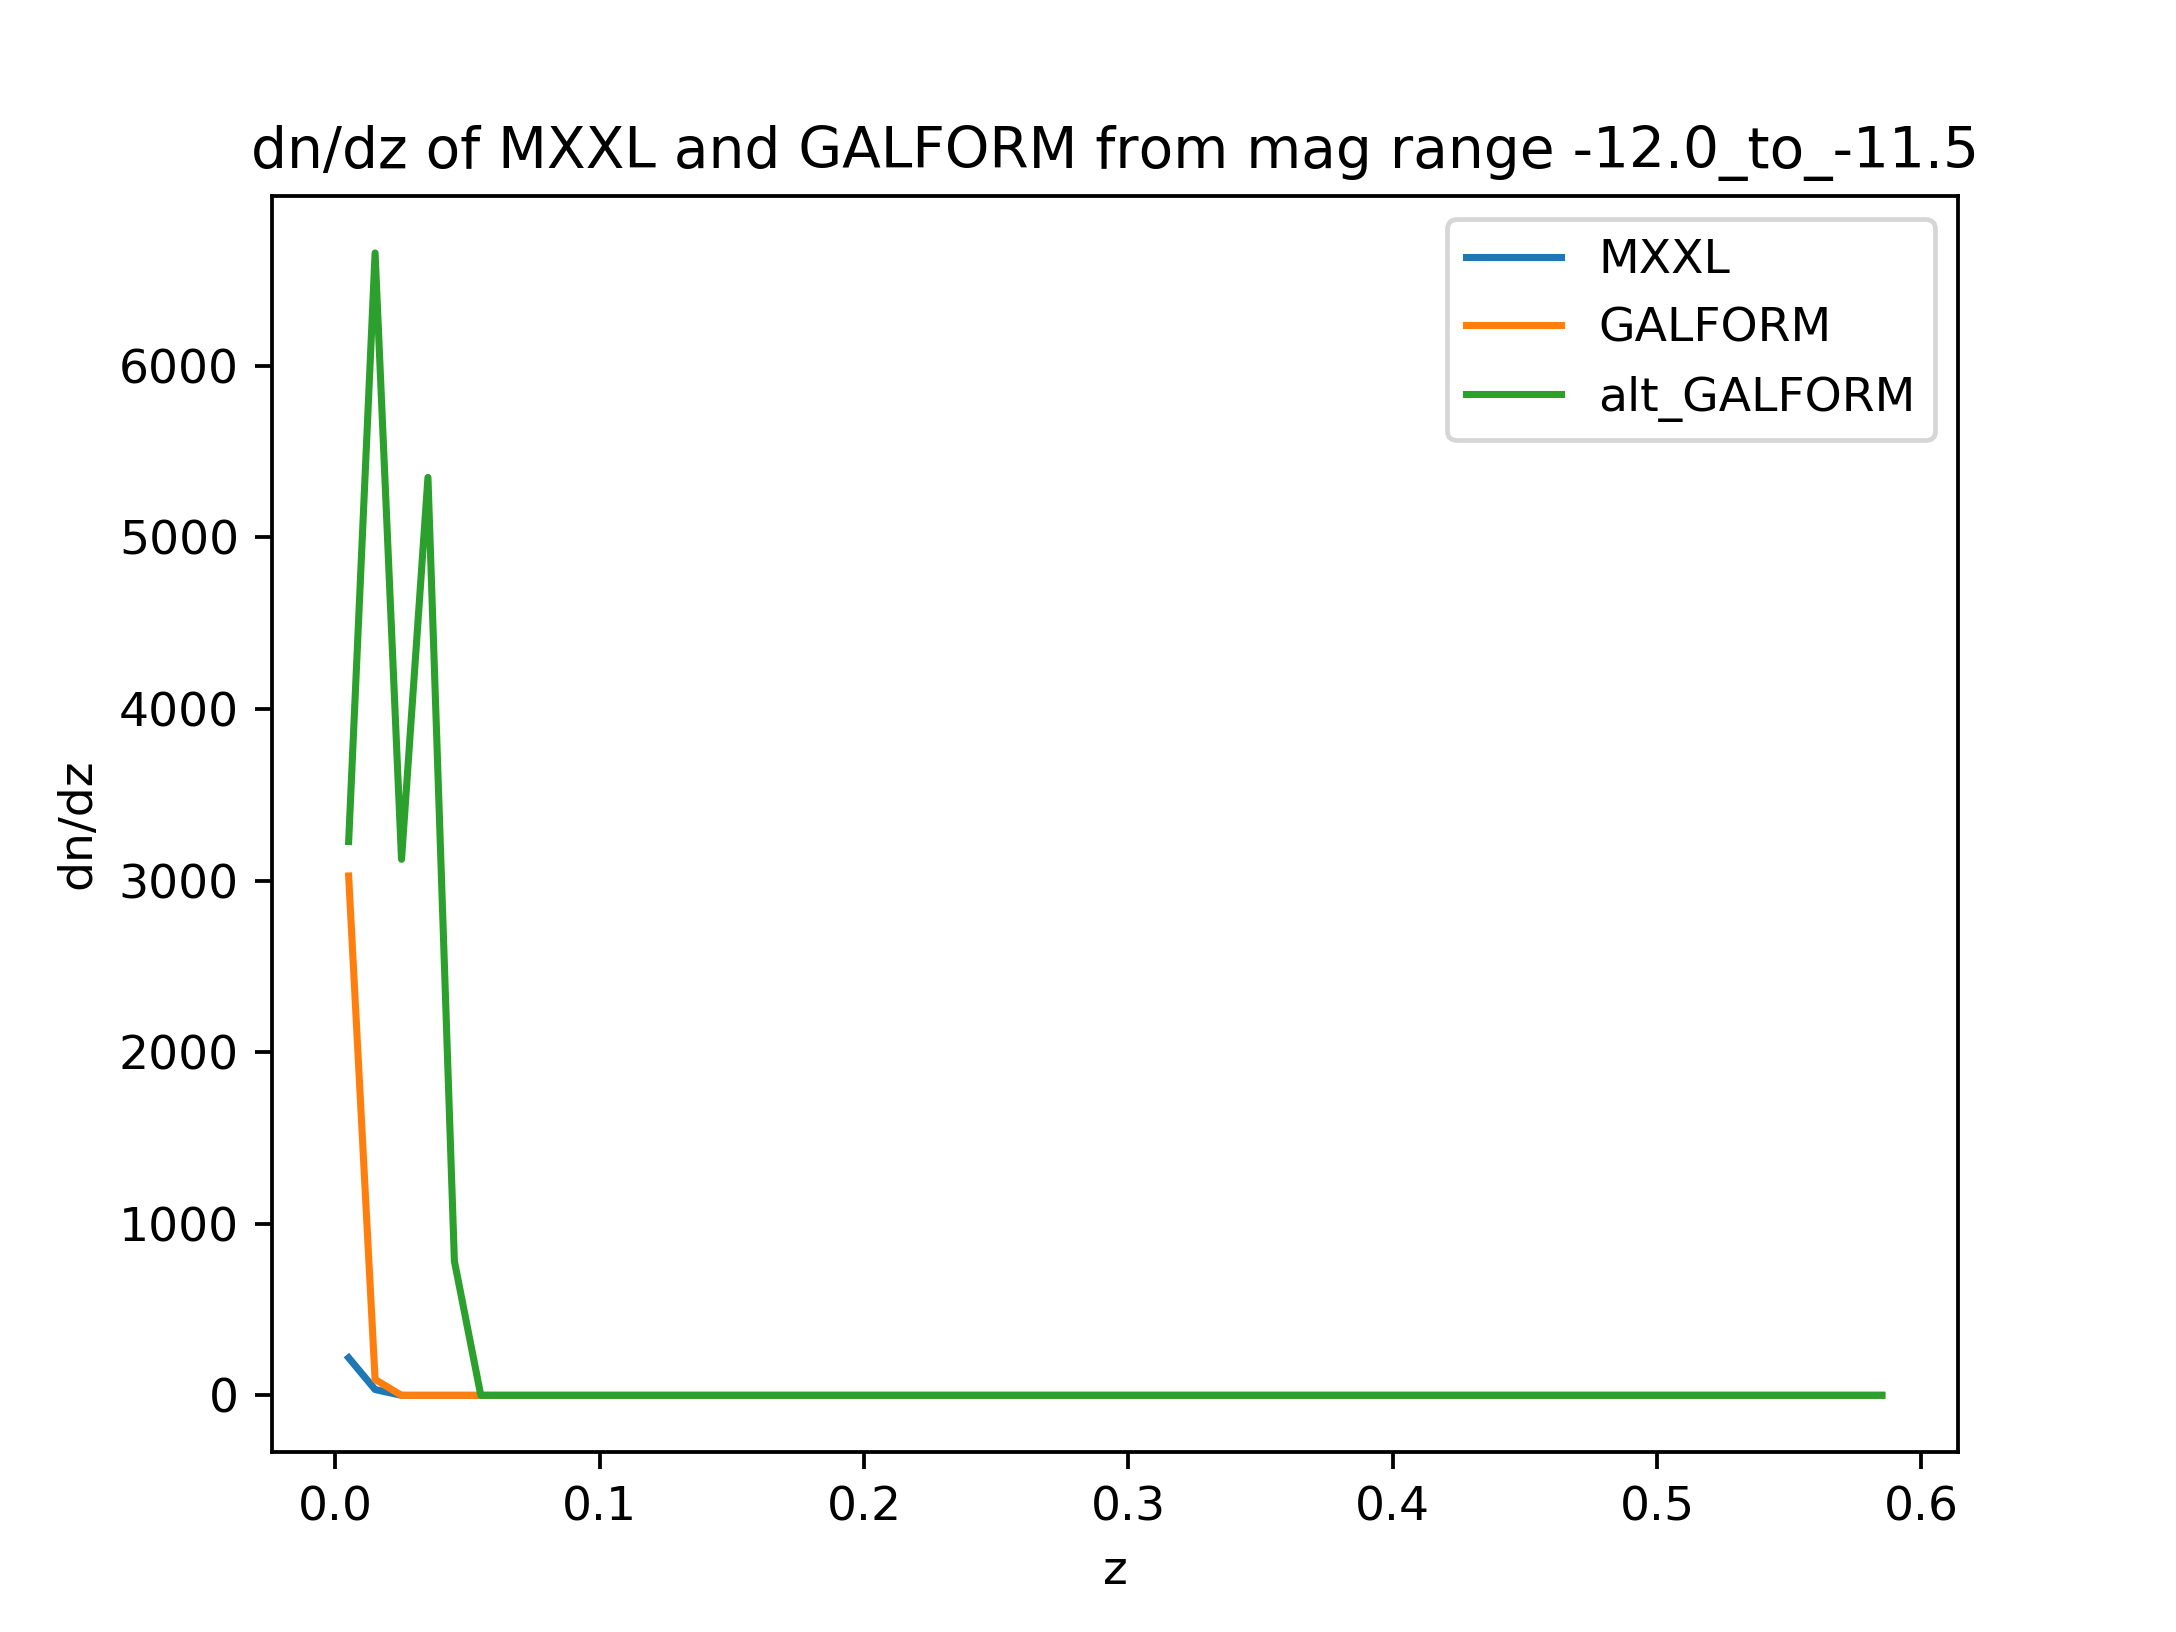 dn/dz of MXXL and GALFORM from mag range -12.0_to_-11.5
MXXL
GALFORM
alt_GALFORM
dn/dz
6000
5000
4000
3000
2000
1000
0
0.0 0.1 0.2 0.3 0.4 0.5 0.6
z